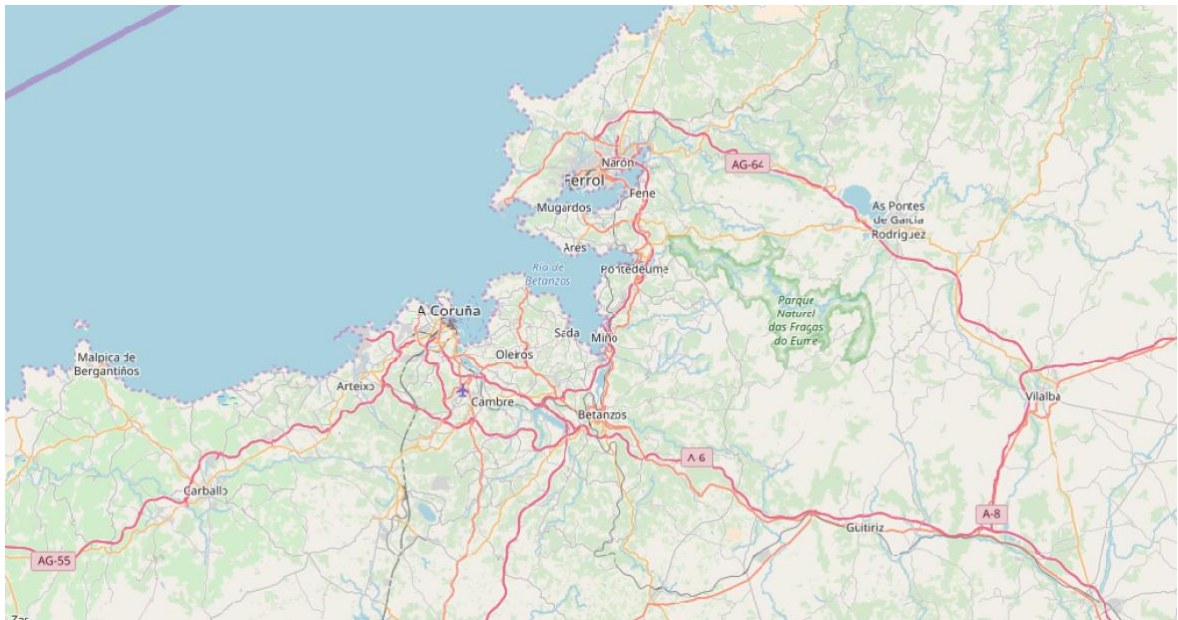 Narón
AG-64
Ferrol
Fene
Mugardos
As Pontes
de García
Rodríguez
Ares
Ría de
Betanzos
Pontedeume
Parque
Natural
das Fragas
do Eume
A Coruña
Sada
Miño
Oleiros
Malpica de
Bergantiños
Arteixo
Cambre
Vilalba
Betanzos
A-6
Carballo
A-8
Guitiriz
AG-55
Zas